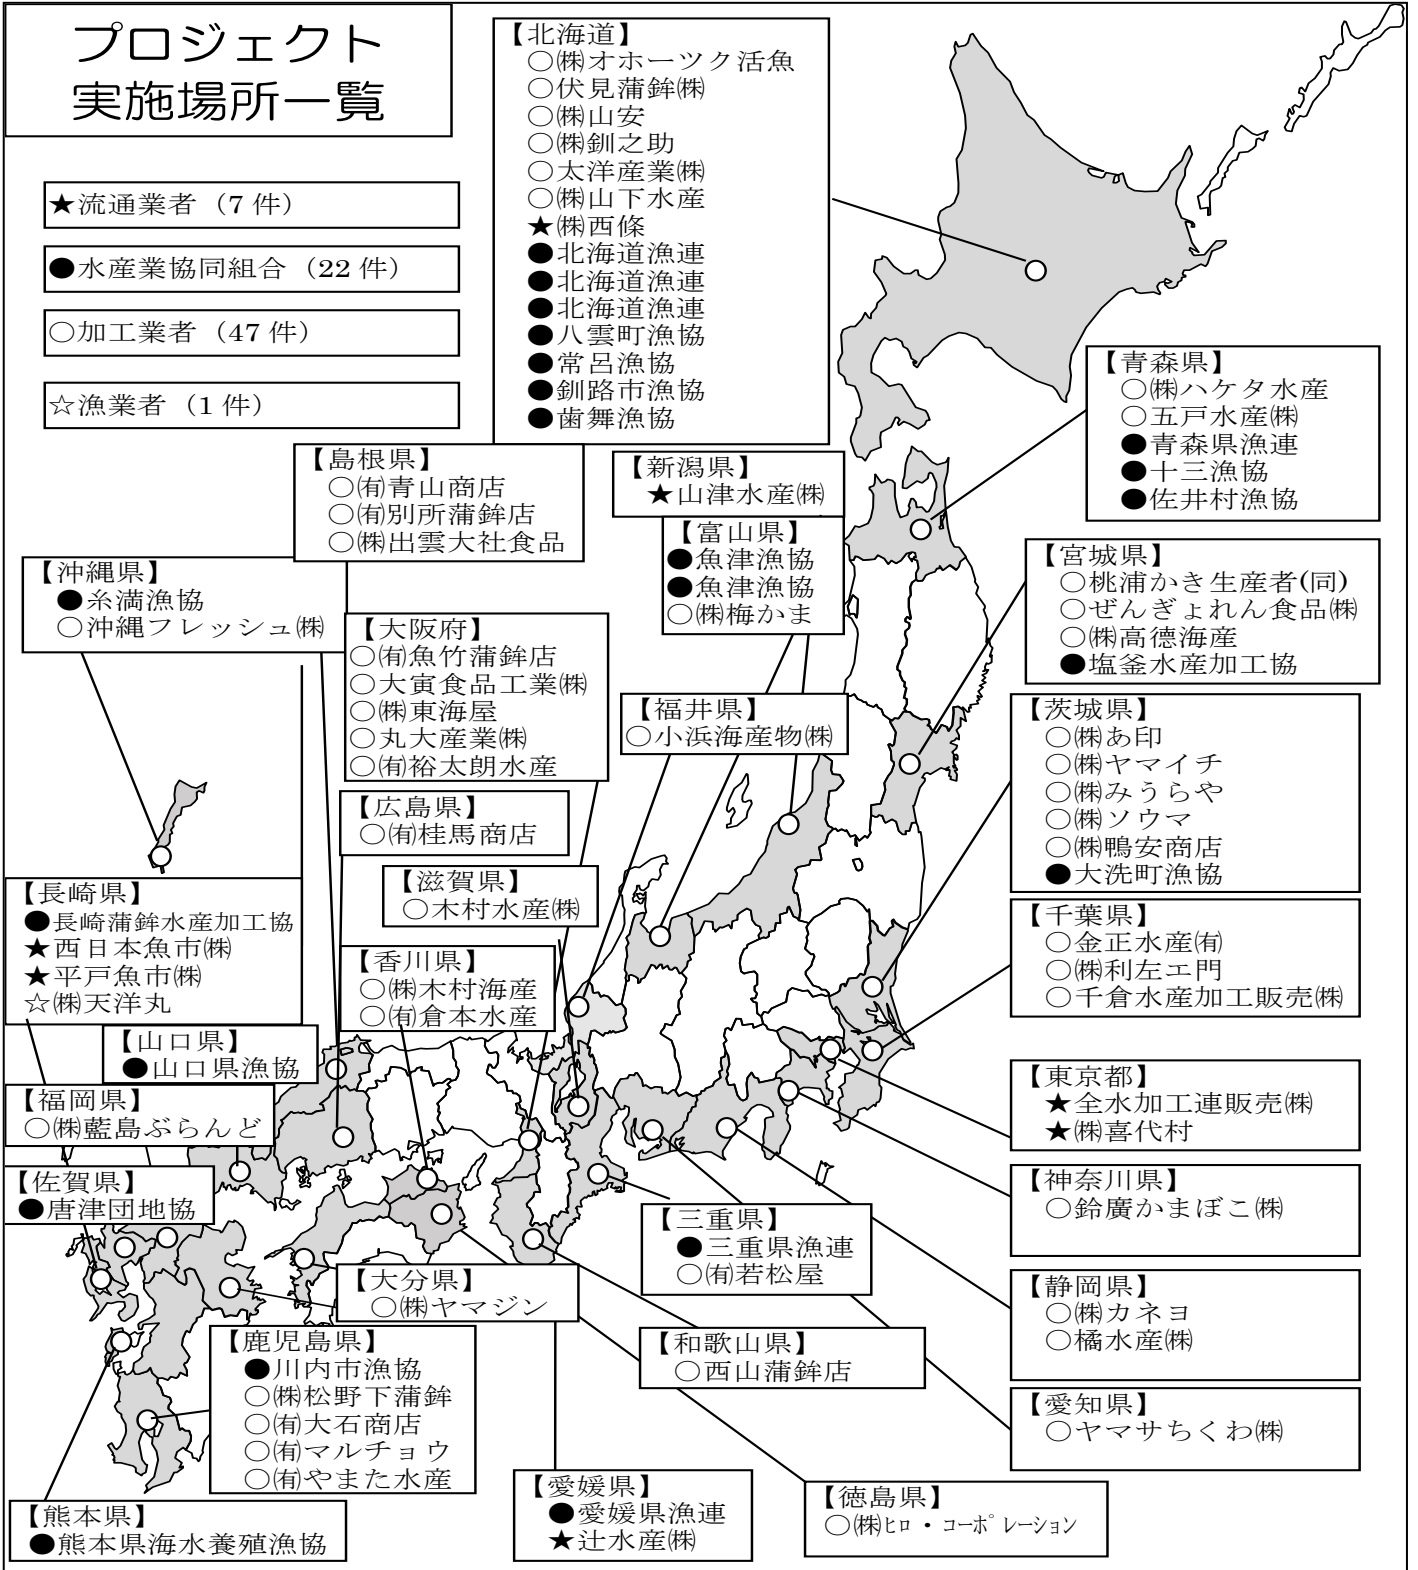 プロジェクト
実施場所一覧
★流通業者（7 件）
●水産業協同組合（22 件）
○加工業者（47 件）
☆漁業者（1 件）
【北海道】
○㈱オホーツク活魚
○伏見蒲鉾㈱
○㈱山安
○㈱釧之助
○太洋産業㈱
○㈱山下水産
★㈱西條
●北海道漁連
●北海道漁連
●北海道漁連
●八雲町漁協
●常呂漁協
●釧路市漁協
●歯舞漁協
【青森県】
○㈱ハケタ水産
○五戸水産㈱
●青森県漁連
●十三漁協
●佐井村漁協
【島根県】
○㈲青山商店
○㈲別所蒲鉾店
○㈱出雲大社食品
【新潟県】
★山津水産㈱
【富山県】
●魚津漁協
●魚津漁協
○㈱梅かま
【宮城県】
○桃浦かき生産者(同)
○ぜんぎょれん食品㈱
○㈱高徳海産
●塩釜水産加工協
【沖縄県】
●糸満漁協
○沖縄フレッシュ㈱
【大阪府】
○㈲魚竹蒲鉾店
○大寅食品工業㈱
○㈱東海屋
○丸大産業㈱
○㈲裕太朗水産
【福井県】
○小浜海産物㈱
【茨城県】
○㈱あ印
○㈱ヤマイチ
○㈱みうらや
○㈱ソウマ
○㈱鴨安商店
●大洗町漁協
【広島県】
○㈲桂馬商店
【滋賀県】
○木村水産㈱
【長崎県】
●長崎蒲鉾水産加工協
★西日本魚市㈱
★平戸魚市㈱
☆㈱天洋丸
【千葉県】
○金正水産㈲
○㈱利左エ門
○千倉水産加工販売㈱
【香川県】
○㈱木村海産
○㈲倉本水産
【山口県】
●山口県漁協
【福岡県】
○㈱藍島ぶらんど
【東京都】
★全水加工連販売㈱
★㈱喜代村
【佐賀県】
●唐津団地協
【神奈川県】
○鈴廣かまぼこ㈱
【三重県】
●三重県漁連
○㈲若松屋
【大分県】
○㈱ヤマジン
【静岡県】
○㈱カネヨ
○橘水産㈱
【鹿児島県】
●川内市漁協
○㈱松野下蒲鉾
○㈲大石商店
○㈲マルチョウ
○㈲やまた水産
【和歌山県】
○西山蒲鉾店
【愛知県】
○ヤマサちくわ㈱
【愛媛県】
●愛媛県漁連
★辻水産㈱
【徳島県】
○㈱ﾋﾛ・ｺｰﾎﾟﾚｰｼｮﾝ
【熊本県】
●熊本県海水養殖漁協